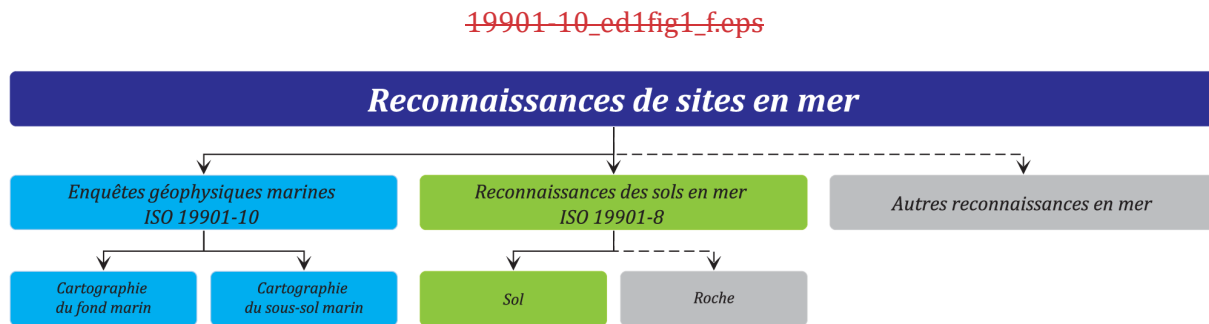 19901-10_ed1fig1_f.eps
Reconnaissances de sites en mer
Enquêtes géophysiques marines
ISO 19901-10
Reconnaissances des sols en mer
ISO 19901-8
Autres reconnaissances en mer
Cartographie
du fond marin
Cartographie
du sous-sol marin
Sol
Roche